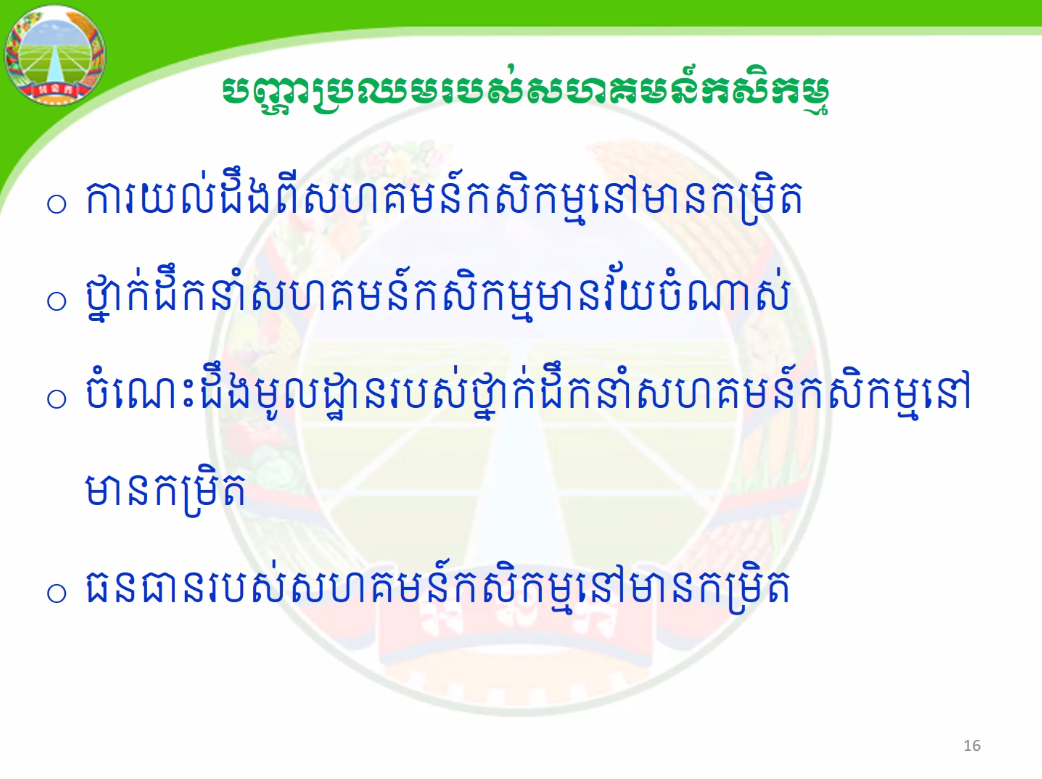 បញ្ហាប្រឈមរបស់សហគមន៍កសិកម្ម
o ការយល់ដឹងពីសហគមន៍កសិកម្មនៅមានកម្រិត
o ថ្នាក់ដឹកនាំសហគមន៍កសិកម្មមានវ័យចំណាស់
o ចំណេះដឹងមូលដ្ឋានរបស់ថ្នាក់ដឹកនាំសហគមន៍កសិកម្មនៅ
មានកម្រិត
o ធនធានរបស់សហគមន៍កសិកម្មនៅមានកម្រិត
16